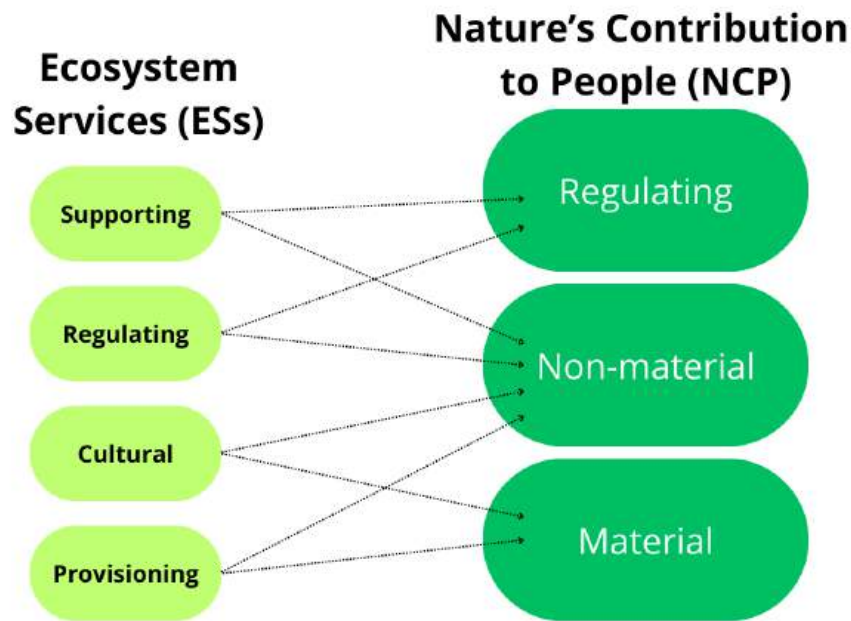 Ecosystem
Services (ESs)
Supporting
Regulating
Cultural
Provisioning
Nature’s Contribution
to People (NCP)
Regulating
Non-material
Material